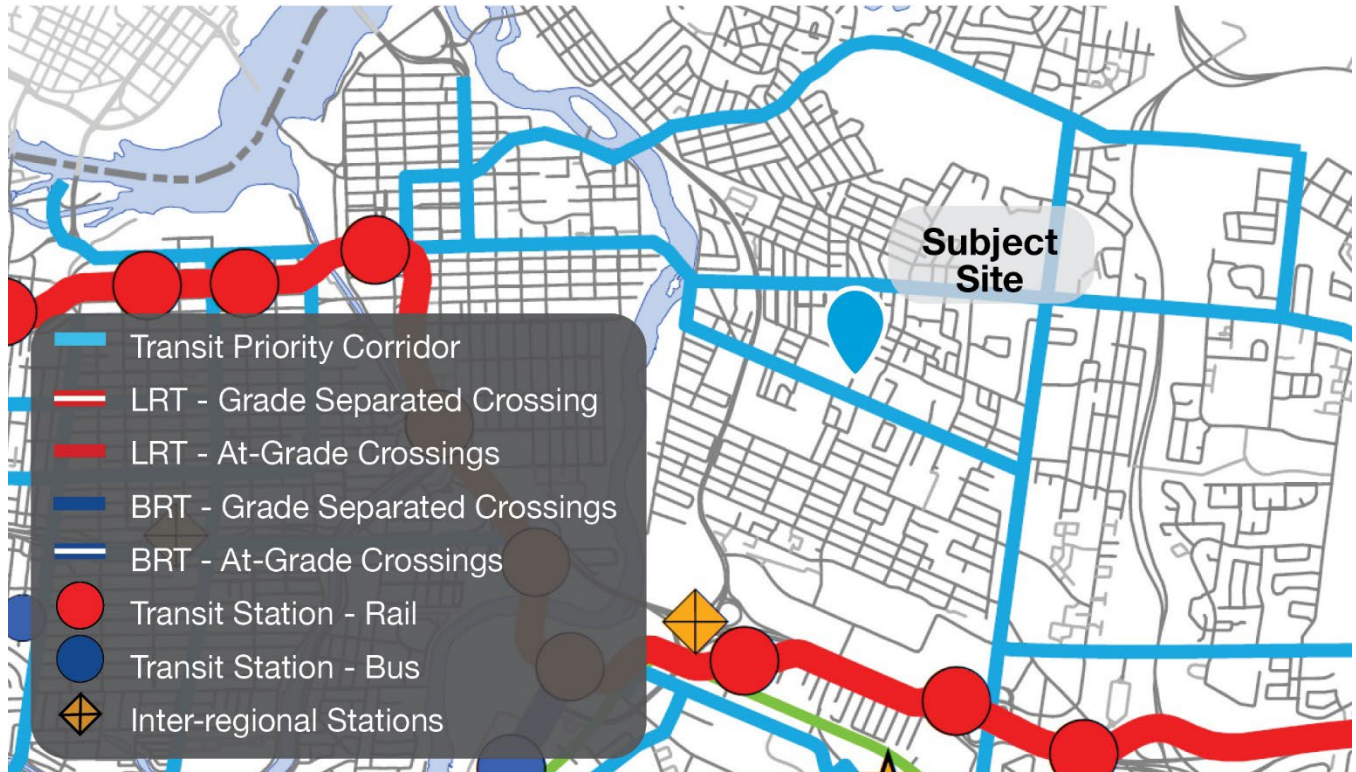 Subject
Site
Transit Priority Corridor
LRT - Grade Separated Crossing
LRT - At-Grade Crossings
BRT - Grade Separated Crossings
BRT - At-Grade Crossings
Transit Station - Rail
Transit Station - Bus
Inter-regional Stations